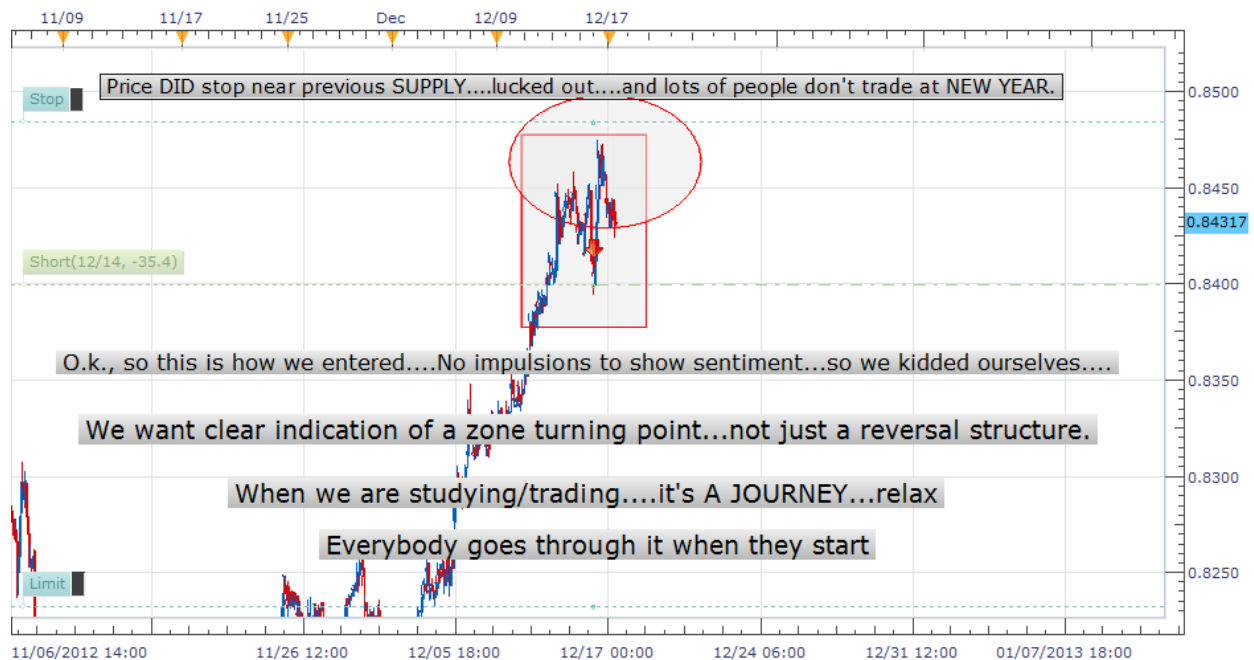 11/09 11/17 11/25 Dec 12/09 12/17
Price DID stop near previous SUPPLY....lucked out....and lots of people don't trade at NEW YEAR.
Stop
0.8500
0.8450
0.84317
Short(12/14, -35.4)
0.8400
O.k., so this is how we entered....No impulsions to show sentiment...so we kidded ourselves....
0.8350
We want clear indication of a zone turning point...not just a reversal structure.
When we are studying/trading....it's A JOURNEY...relax
0.8300
Everybody goes through it when they start
Limit
0.8250
11/06/2012 14:00 11/26 12:00 12/05 18:00 12/17 00:00 12/24 06:00 12/31 12:00 01/07/2013 18:00